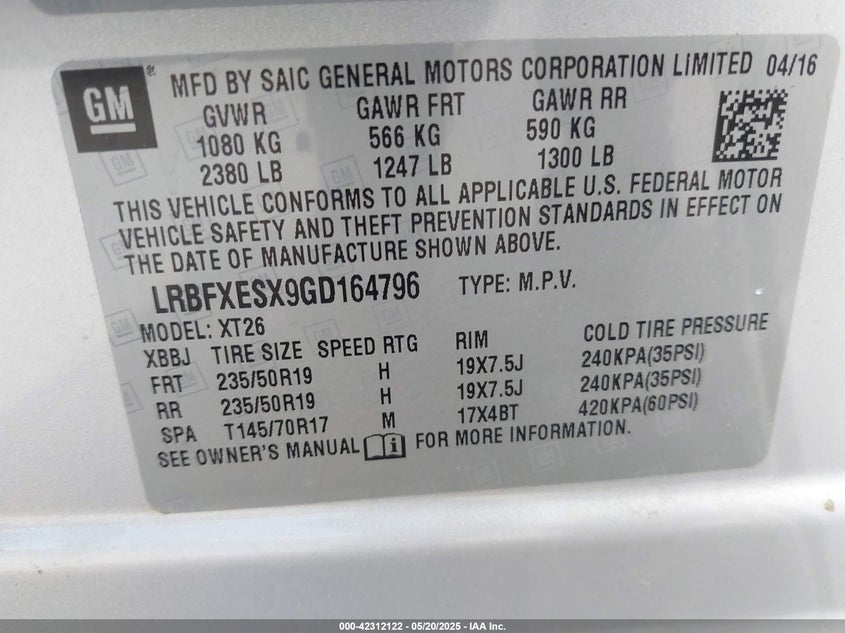 GM
®
MFD BY SAIC GENERAL MOTORS CORPORATION LIMITED 04/16
GVWR GAWR FRT GAWR RR
1080 KG 566 KG 590 KG
2380 LB 1247 LB 1300 LB
THIS VEHICLE CONFORMS TO ALL APPLICABLE U.S. FEDERAL MOTOR
VEHICLE SAFETY AND THEFT PREVENTION STANDARDS IN EFFECT ON
THE DATE OF MANUFACTURE SHOWN ABOVE.
LRBFXESX9GD164796 TYPE: M.P.V.
MODEL: XT26
XBBJ TIRE SIZE SPEED RTG RIM COLD TIRE PRESSURE
FRT 235/50R19 H 19X7.5J 240KPA(35PSI)
RR 235/50R19 H 19X7.5J 240KPA(35PSI)
SPA T145/70R17 M 17X4BT 420KPA(60PSI)
SEE OWNER'S MANUAL i FOR MORE INFORMATION.
000-42312122 — 05/20/2025 — IAA Inc.